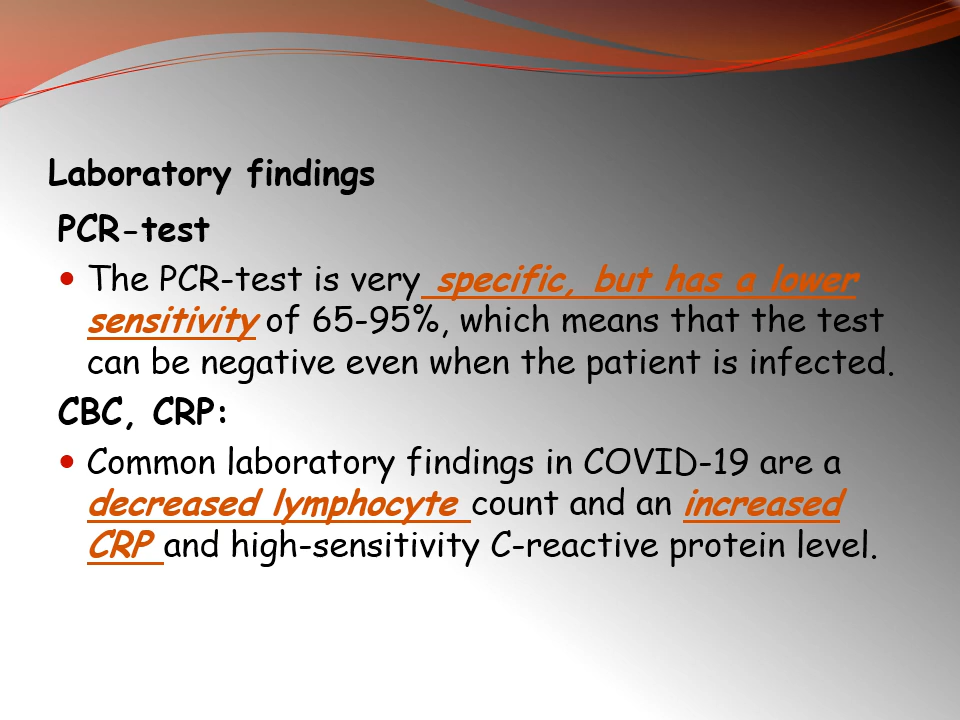 Laboratory findings
PCR-test
The PCR-test is very specific, but has a lower
sensitivity of 65-95%, which means that the test
can be negative even when the patient is infected.
CBC, CRP:
Common laboratory findings in COVID-19 are a
decreased lymphocyte count and an increased
CRP and high-sensitivity C-reactive protein level.